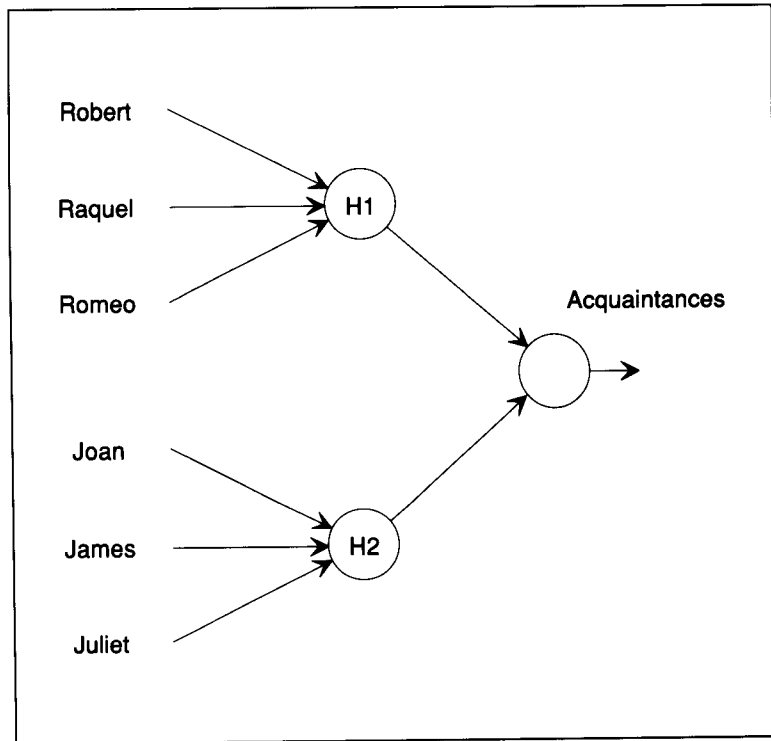 Robert
Raquel
H1
Romeo
Acquaintances
Joan
James
H2
Juliet